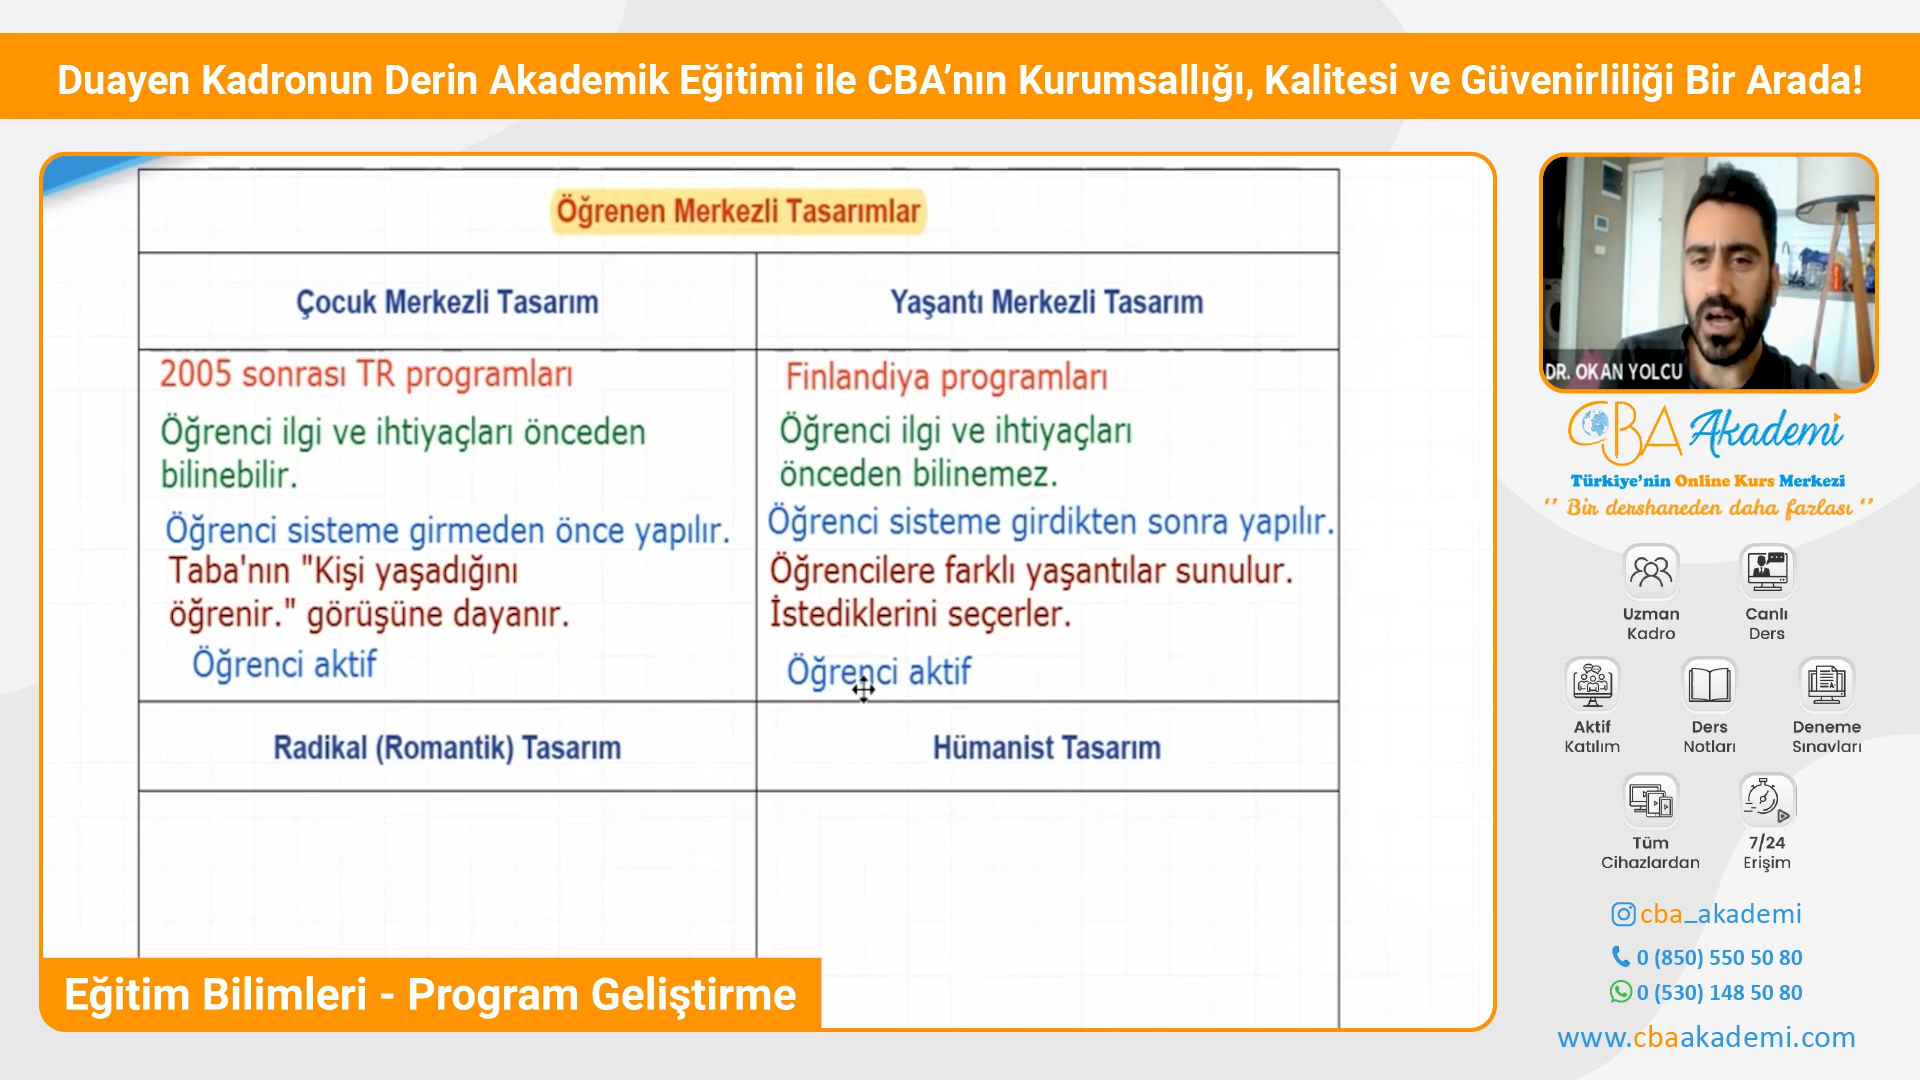 Duayen Kadronun Derin Akademik Eğitimi ile CBA’nın Kurumsallığı, Kalitesi ve Güvenirliliği Bir Arada!
Öğrenen Merkezli Tasarımlar
Çocuk Merkezli Tasarım
Yaşantı Merkezli Tasarım
2005 sonrası TR programları
Öğrenci ilgi ve ihtiyaçları önceden
bilinebilir.
Öğrenci sisteme girmeden önce yapılır.
Taba'nın "Kişi yaşadığını
öğrenir." görüşüne dayanır.
Öğrenci aktif
Finlandiya programları
Öğrenci ilgi ve ihtiyaçları
önceden bilinemez.
Öğrenci sisteme girdikten sonra yapılır.
Öğrencilere farklı yaşantılar sunulur.
İstediklerini seçerler.
Öğrenci aktif
Radikal (Romantik) Tasarım
Hümanist Tasarım
Eğitim Bilimleri - Program Geliştirme
DR. OKAN YOLCU
CBA Akademi
Türkiye’nin Online Kurs Merkezi
‘’ Bir dershaneden daha fazlası ‘’
Uzman
Kadro
Canlı
Ders
Aktif
Katılım
Ders
Notları
Deneme
Sınavları
Tüm
Cihazlardan
7/24
Erişim
cba_akademi
0 (850) 550 50 80
0 (530) 148 50 80
www.cbaakademi.com